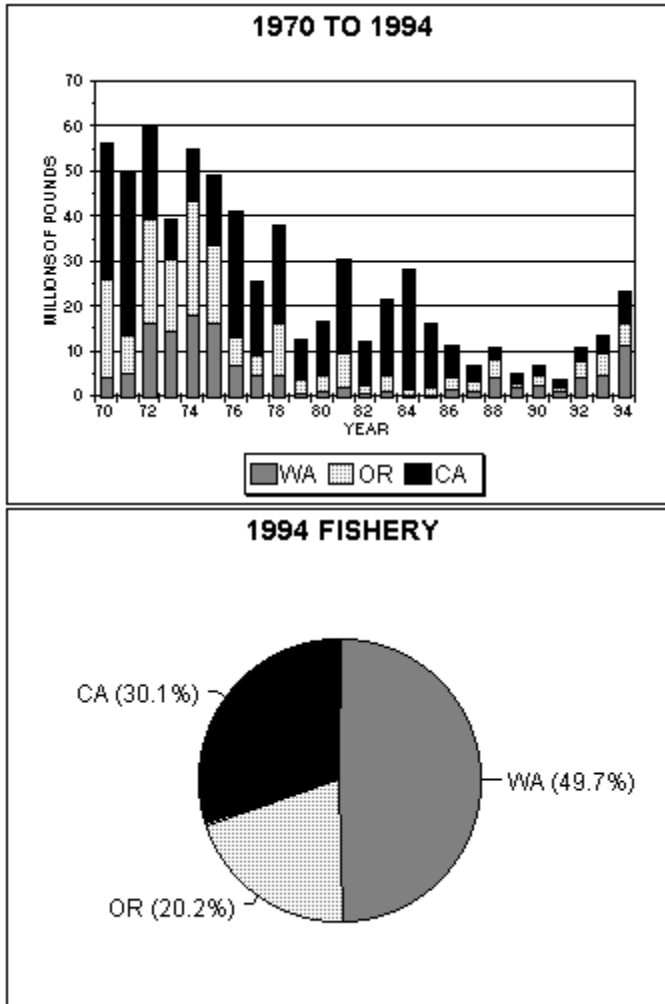 1970 TO 1994
70
60
50
40
30
20
10
0
MILLIONS OF POUNDS
70 72 74 76 78 80 82 84 86 88 90 92 94
YEAR
WA OR CA
1994 FISHERY
CA (30.1%)
WA (49.7%)
OR (20.2%)